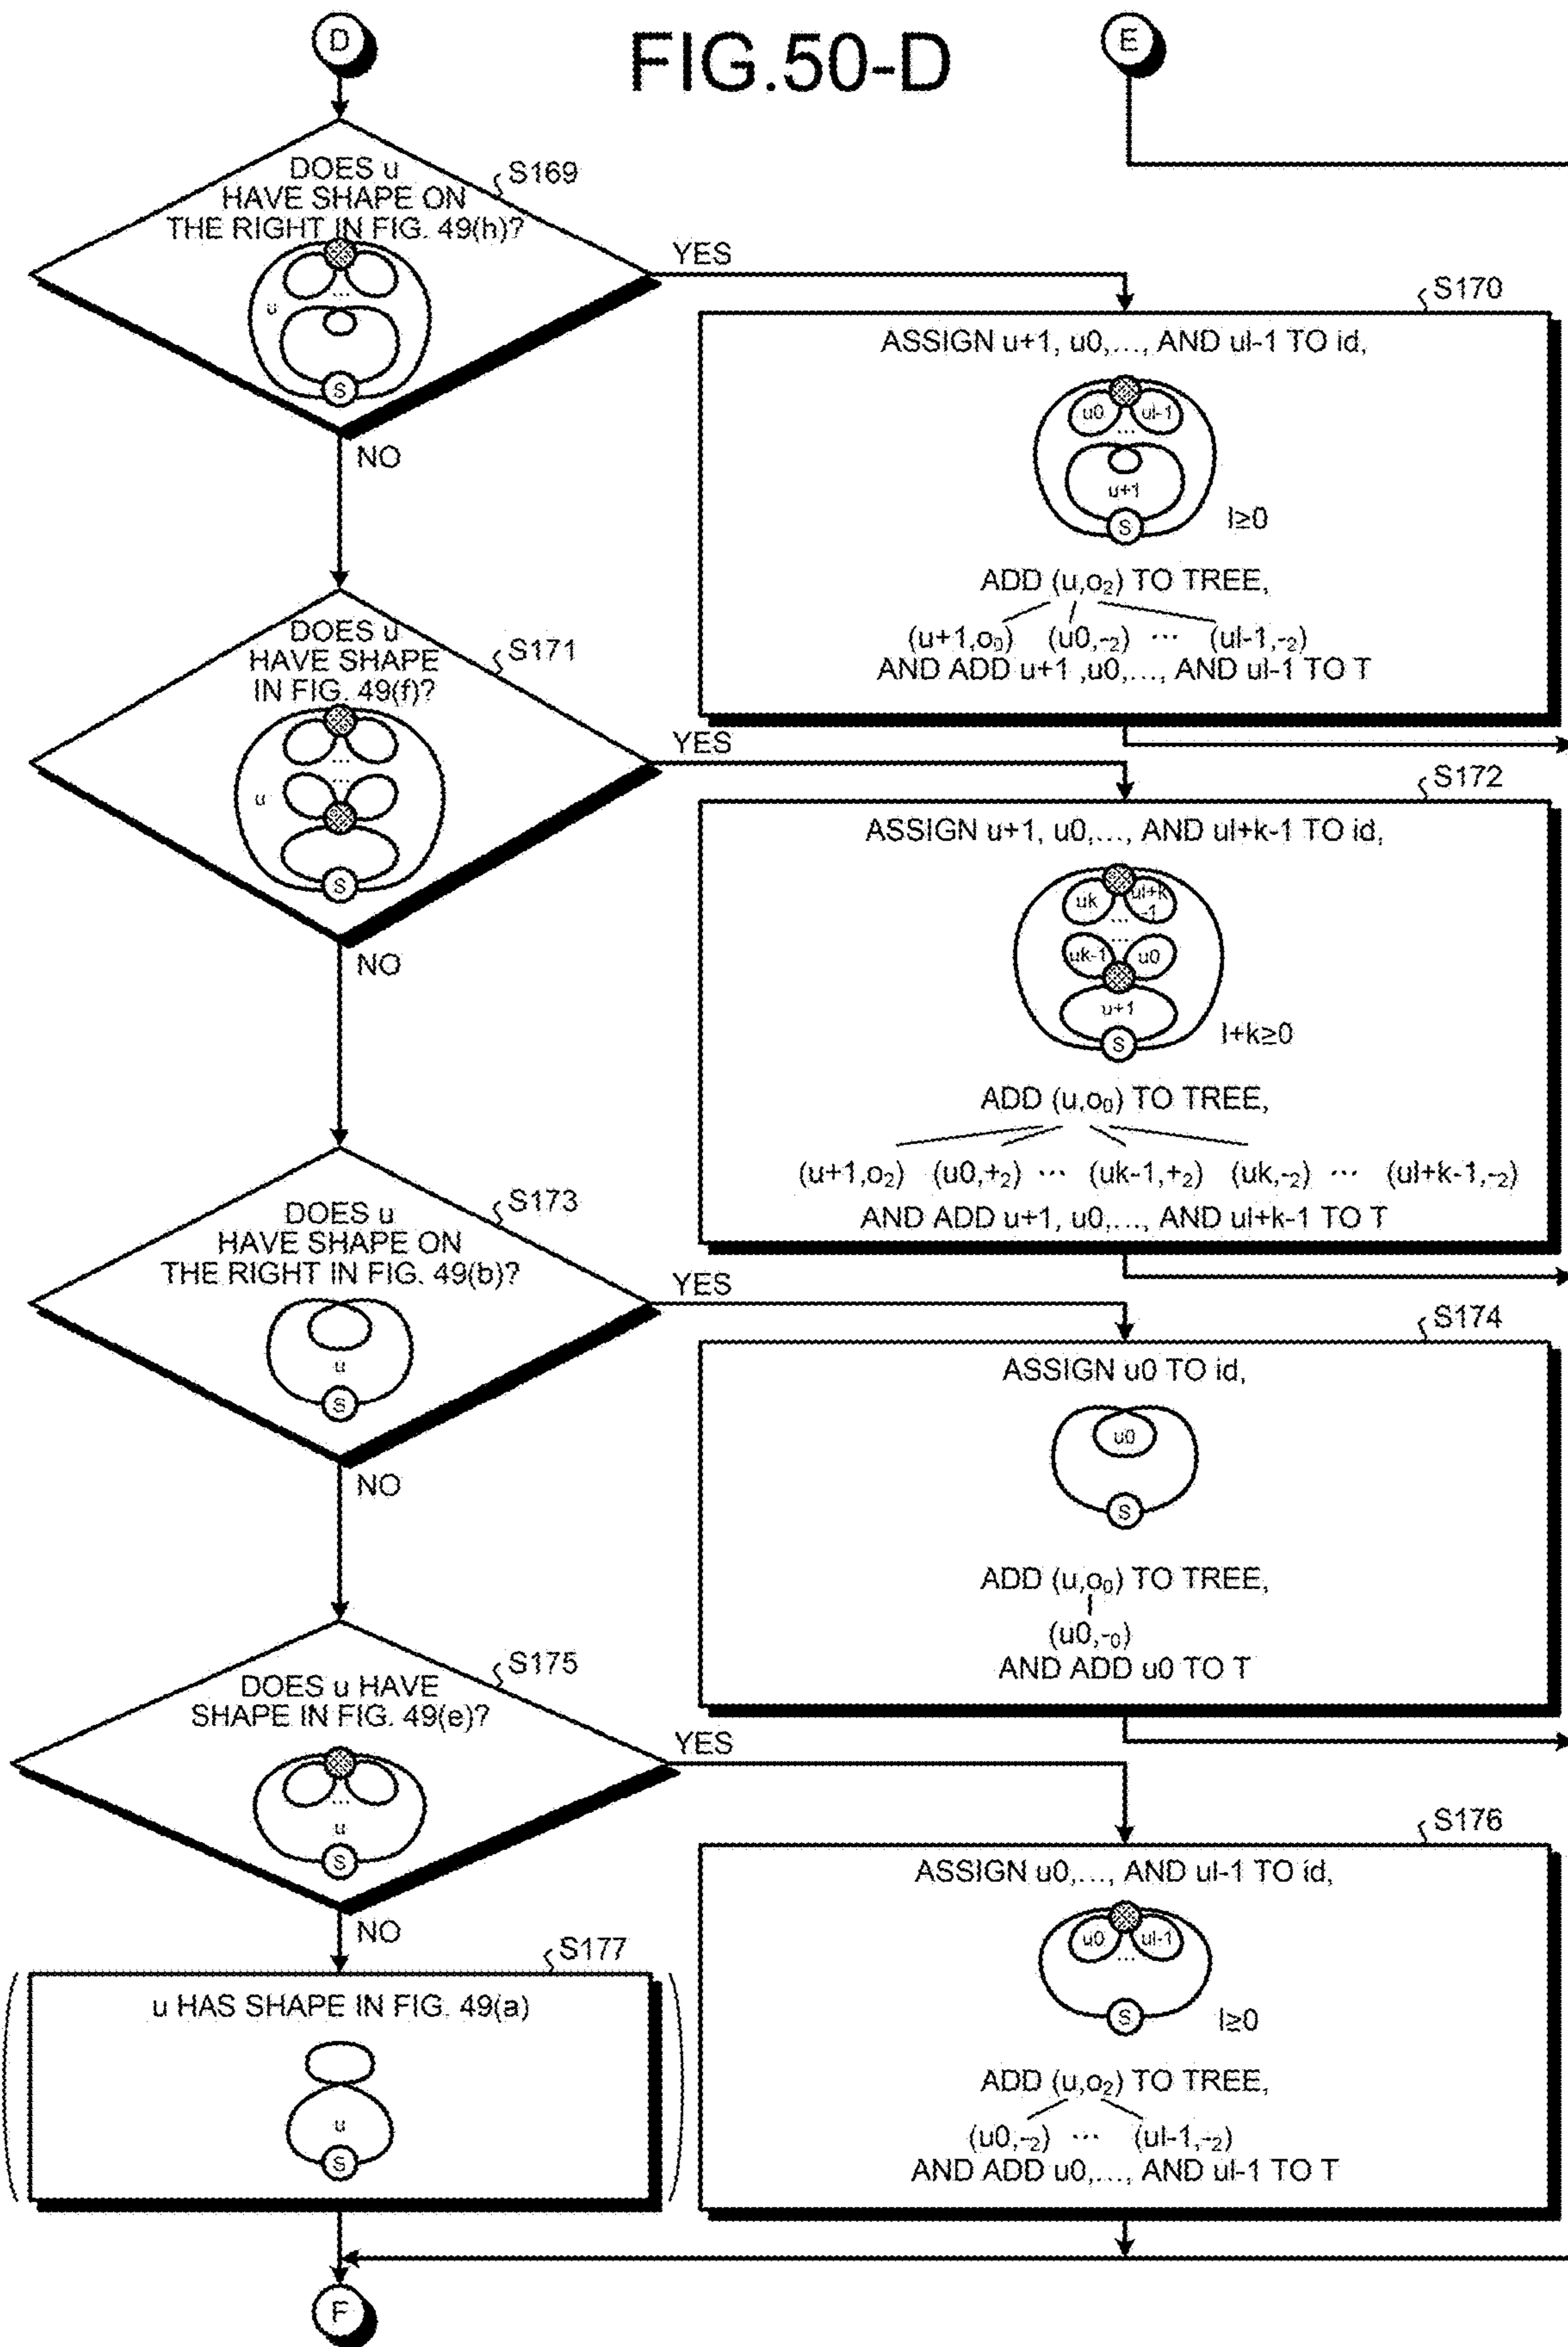 D
FIG.50-D
E
DOES u
HAVE SHAPE ON
THE RIGHT IN FIG. 49(h)?
S169
...
u
S
YES
NO
S170
ASSIGN u+1, u0,..., AND ul-1 TO id,
u0 ul-1
...
u+1
S
l≥0
ADD (u,o₂) TO TREE,
(u+1,o₀) (u0,-₂) ... (ul-1,-₂)
AND ADD u+1 ,u0,..., AND ul-1 TO T
DOES u
HAVE SHAPE
IN FIG. 49(f)?
S171
...
...
u
S
YES
NO
S172
ASSIGN u+1, u0,..., AND ul+k-1 TO id,
uk ul+k
-1
...
...
uk-1 u0
u+1
S
l+k≥0
ADD (u,o₀) TO TREE,
(u+1,o₂) (u0,+₂) ... (uk-1,+₂) (uk,-₂) ... (ul+k-1,-₂)
AND ADD u+1, u0,..., AND ul+k-1 TO T
DOES u
HAVE SHAPE ON
THE RIGHT IN FIG. 49(b)?
S173
u
S
YES
NO
S174
ASSIGN u0 TO id,
u0
S
ADD (u,o₀) TO TREE,
(u0,-₀)
AND ADD u0 TO T
DOES u HAVE
SHAPE IN FIG. 49(e)?
S175
...
u
S
YES
NO
S176
ASSIGN u0,..., AND ul-1 TO id,
u0 ul-1
...
S
l≥0
ADD (u,o₂) TO TREE,
(u0,-₂) ... (ul-1,-₂)
AND ADD u0,..., AND ul-1 TO T
S177
u HAS SHAPE IN FIG. 49(a)
u
S
F